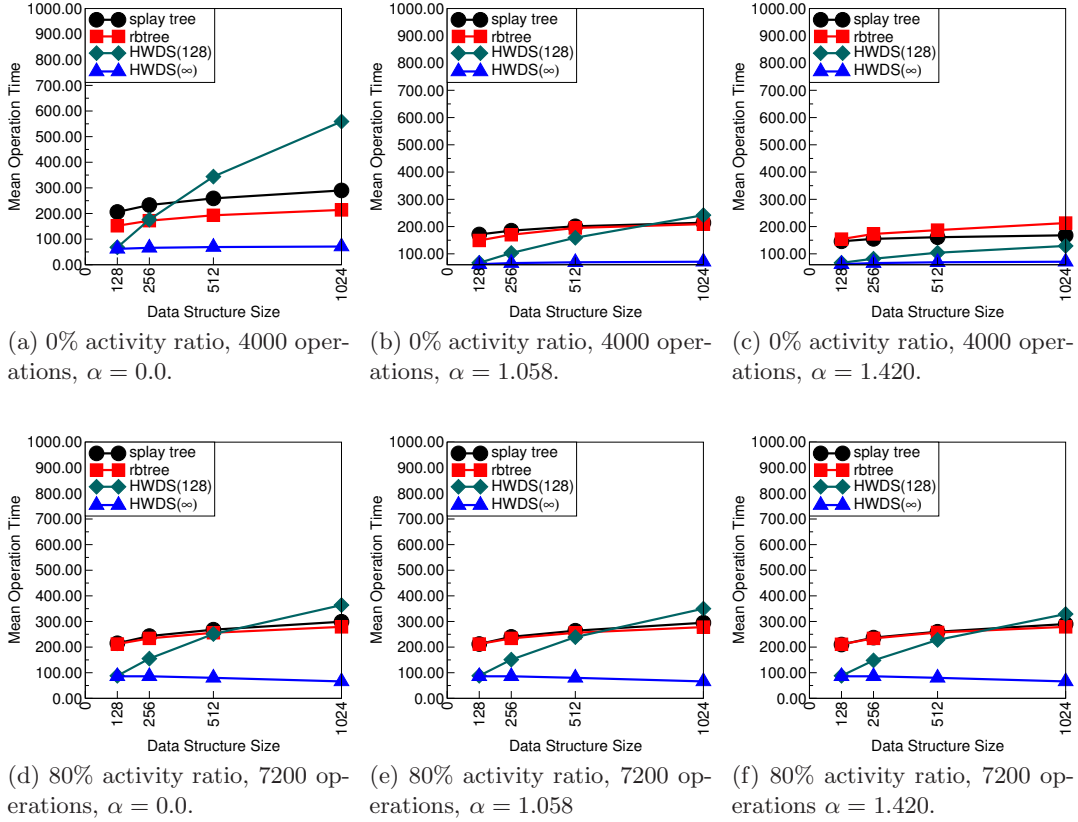 1000.00
900.00
800.00
700.00
600.00
500.00
400.00
300.00
200.00
100.00
0.00
Mean Operation Time
splay tree
rbtree
HWDS(128)
HWDS(∞)
0
128
256
512
1024
Data Structure Size
(a) 0% activity ratio, 4000 oper-
ations, α = 0.0.
1000.00
900.00
800.00
700.00
600.00
500.00
400.00
300.00
200.00
100.00
Mean Operation Time
splay tree
rbtree
HWDS(128)
HWDS(∞)
0
128
256
512
1024
Data Structure Size
(b) 0% activity ratio, 4000 oper-
ations, α = 1.058.
1000.00
900.00
800.00
700.00
600.00
500.00
400.00
300.00
200.00
100.00
Mean Operation Time
splay tree
rbtree
HWDS(128)
HWDS(∞)
0
128
256
512
1024
Data Structure Size
(c) 0% activity ratio, 4000 oper-
ations, α = 1.420.
1000.00
900.00
800.00
700.00
600.00
500.00
400.00
300.00
200.00
100.00
0.00
Mean Operation Time
splay tree
rbtree
HWDS(128)
HWDS(∞)
0
128
256
512
1024
Data Structure Size
(d) 80% activity ratio, 7200 op-
erations, α = 0.0.
1000.00
900.00
800.00
700.00
600.00
500.00
400.00
300.00
200.00
100.00
0.00
Mean Operation Time
splay tree
rbtree
HWDS(128)
HWDS(∞)
0
128
256
512
1024
Data Structure Size
(e) 80% activity ratio, 7200 op-
erations, α = 1.058
1000.00
900.00
800.00
700.00
600.00
500.00
400.00
300.00
200.00
100.00
0.00
Mean Operation Time
splay tree
rbtree
HWDS(128)
HWDS(∞)
0
128
256
512
1024
Data Structure Size
(f) 80% activity ratio, 7200 op-
erations α = 1.420.